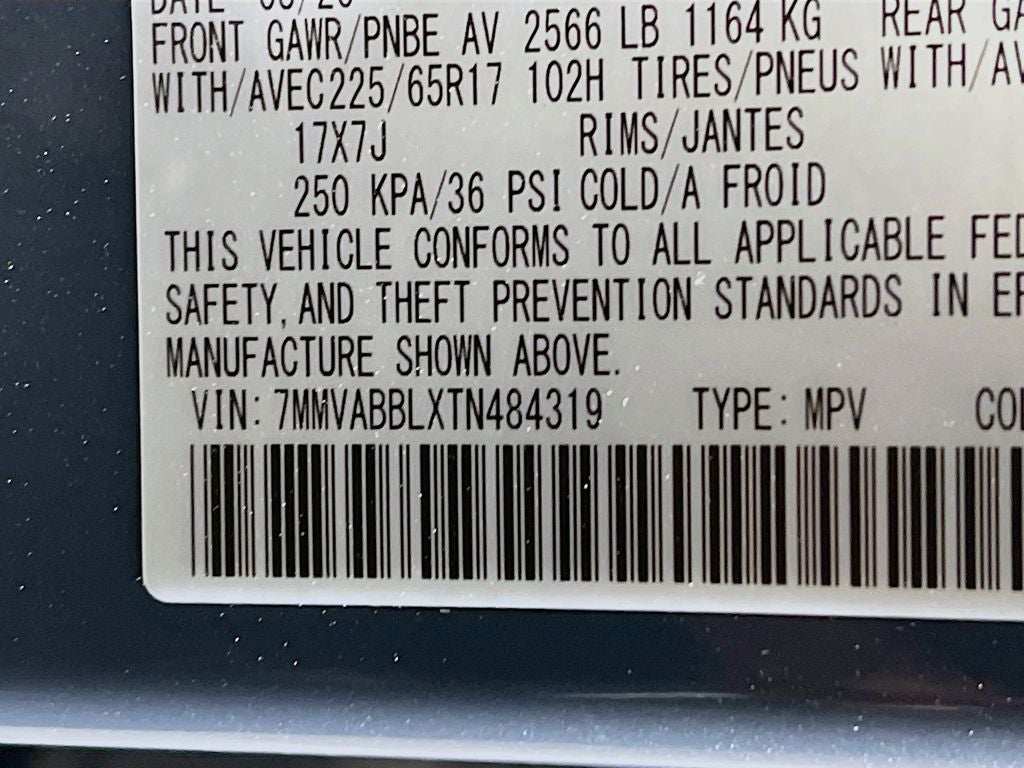 FRONT GAWR/PNBE AV 2566 LB 1164 KG REAR
WITH/AVEC225/65R17 102H TIRES/PNEUS WITH/AV
17X7J RIMS/JANTES
250 KPA/36 PSI COLD/A FROID
THIS VEHICLE CONFORMS TO ALL APPLICABLE FED
SAFETY, AND THEFT PREVENTION STANDARDS IN
MANUFACTURE SHOWN ABOVE.
VIN: 7MMVABBLXTN484319 TYPE: MPV